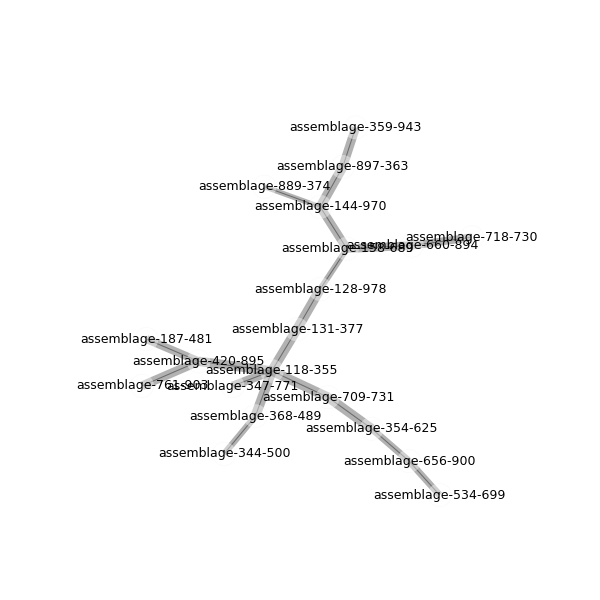 assemblage-359-943
assemblage-897-363
assemblage-889-374
assemblage-144-970
assemblage-718-730
assemblage-660-894
assemblage-128-978
assemblage-131-377
assemblage-187-481
assemblage-420-895
assemblage-118-355
assemblage-761-903
assemblage-347-771
assemblage-709-731
assemblage-368-489
assemblage-354-625
assemblage-344-500
assemblage-656-900
assemblage-534-699